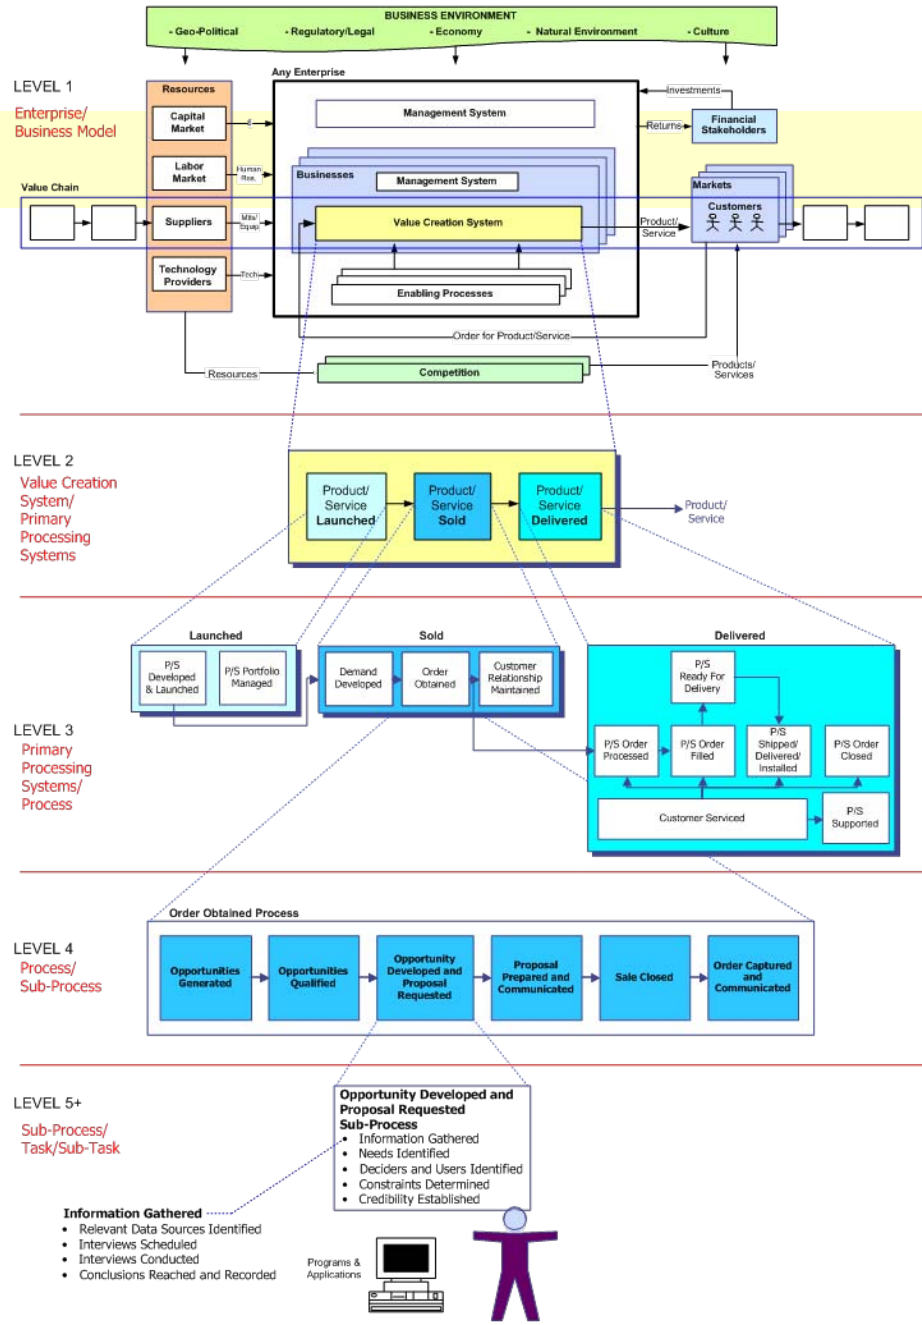 BUSINESS ENVIRONMENT
- Geo-Political - Regulatory/Legal - Economy - Natural Environment - Culture
LEVEL 1
Enterprise/
Business Model
Resources
Capital
Market
Labor
Market
Suppliers
Technology
Providers
$
Human
Res.
Mtls/
Equip
Tech
Any Enterprise
Management System
Businesses
Management System
Value Creation System
Enabling Processes
Investments
Returns
Financial
Stakeholders
Markets
Customers
Product/
Service
Value Chain
Order for Product/Service
Resources
Competition
Products/
Services
LEVEL 2
Value Creation
System/
Primary
Processing
Systems
Product/
Service
Launched
Product/
Service
Sold
Product/
Service
Delivered
Product/
Service
LEVEL 3
Primary
Processing
Systems/
Process
Launched
P/S
Developed
& Launched
P/S Portfolio
Managed
Sold
Demand
Developed
Order
Obtained
Customer
Relationship
Maintained
Delivered
P/S
Ready For
Delivery
P/S Order
Processed
P/S Order
Filled
P/S
Shipped/
Delivered/
Installed
P/S Order
Closed
Customer Serviced
P/S
Supported
LEVEL 4
Process/
Sub-Process
Order Obtained Process
Opportunities
Generated
Opportunities
Qualified
Opportunity
Developed and
Proposal
Requested
Proposal
Prepared and
Communicated
Sale Closed
Order Captured
and
Communicated
LEVEL 5+
Sub-Process/
Task/Sub-Task
Opportunity Developed and
Proposal Requested
Sub-Process
• Information Gathered
• Needs Identified
• Deciders and Users Identified
• Constraints Determined
• Credibility Established
Information Gathered
• Relevant Data Sources Identified
• Interviews Scheduled
• Interviews Conducted
• Conclusions Reached and Recorded
Programs &
Applications